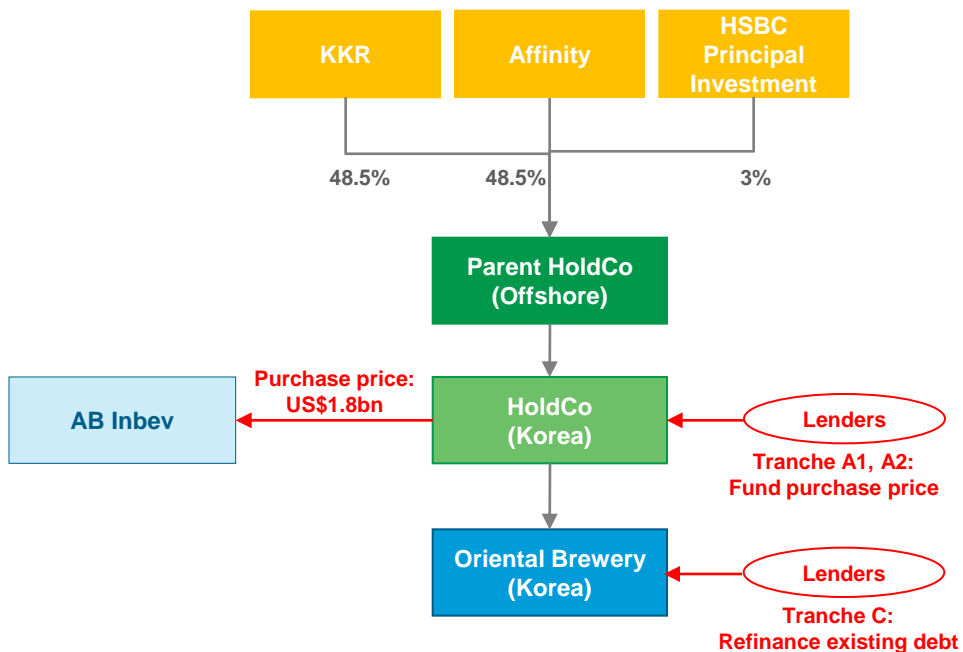 KKR
Affinity
HSBC
Principal
Investment
48.5%
48.5%
3%
Parent HoldCo
(Offshore)
Purchase price:
US$1.8bn
AB Inbev
HoldCo
(Korea)
Lenders
Tranche A1, A2:
Fund purchase price
Oriental Brewery
(Korea)
Lenders
Tranche C:
Refinance existing debt